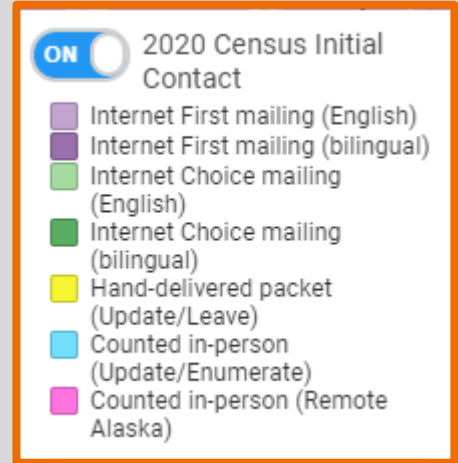 ON
2020 Census Initial
Contact
Internet First mailing (English)
Internet First mailing (bilingual)
Internet Choice mailing
(English)
Internet Choice mailing
(bilingual)
Hand-delivered packet
(Update/Leave)
Counted in-person
(Update/Enumerate)
Counted in-person (Remote
Alaska)